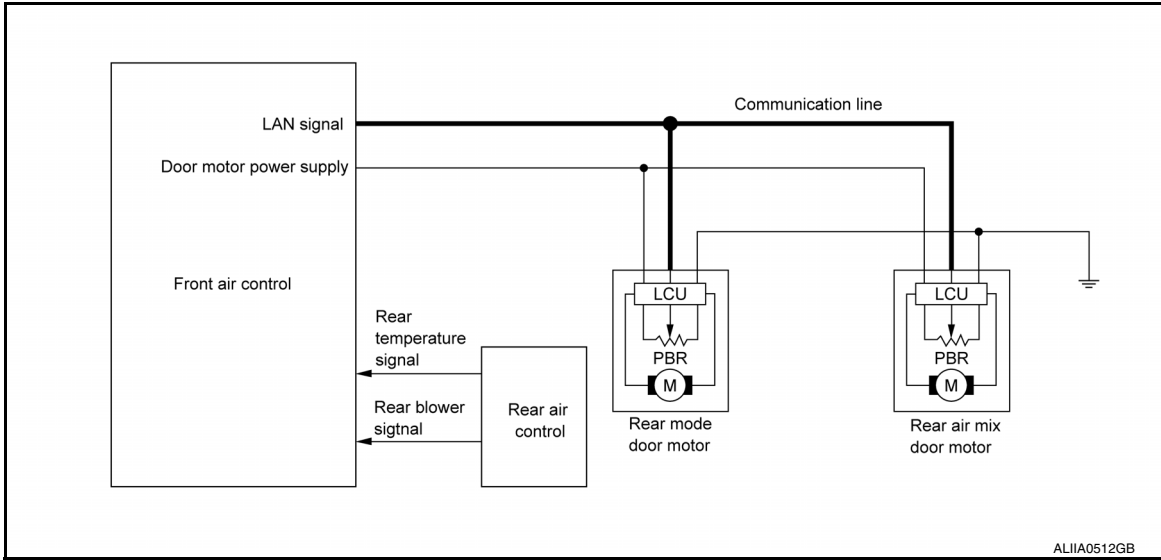 Communication line
LAN signal
Door motor power supply
Front air control
Rear
temperature
signal
Rear blower
sigtnal
Rear air
control
LCU
PBR
M
Rear mode
door motor
LCU
PBR
M
Rear air mix
door motor
ALIIA0512GB